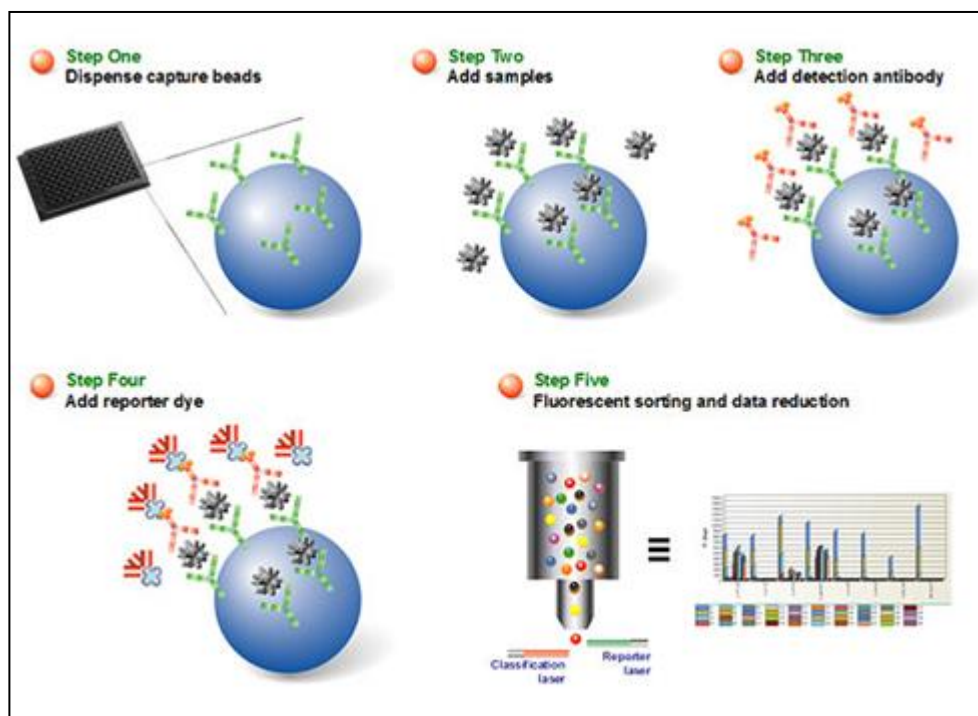 Step One
Dispense capture beads
Step Two
Add samples
Step Three
Add detection antibody
Step Four
Add reporter dye
Step Five
Fluorescent sorting and data reduction
Classification
laser
Reporter
laser